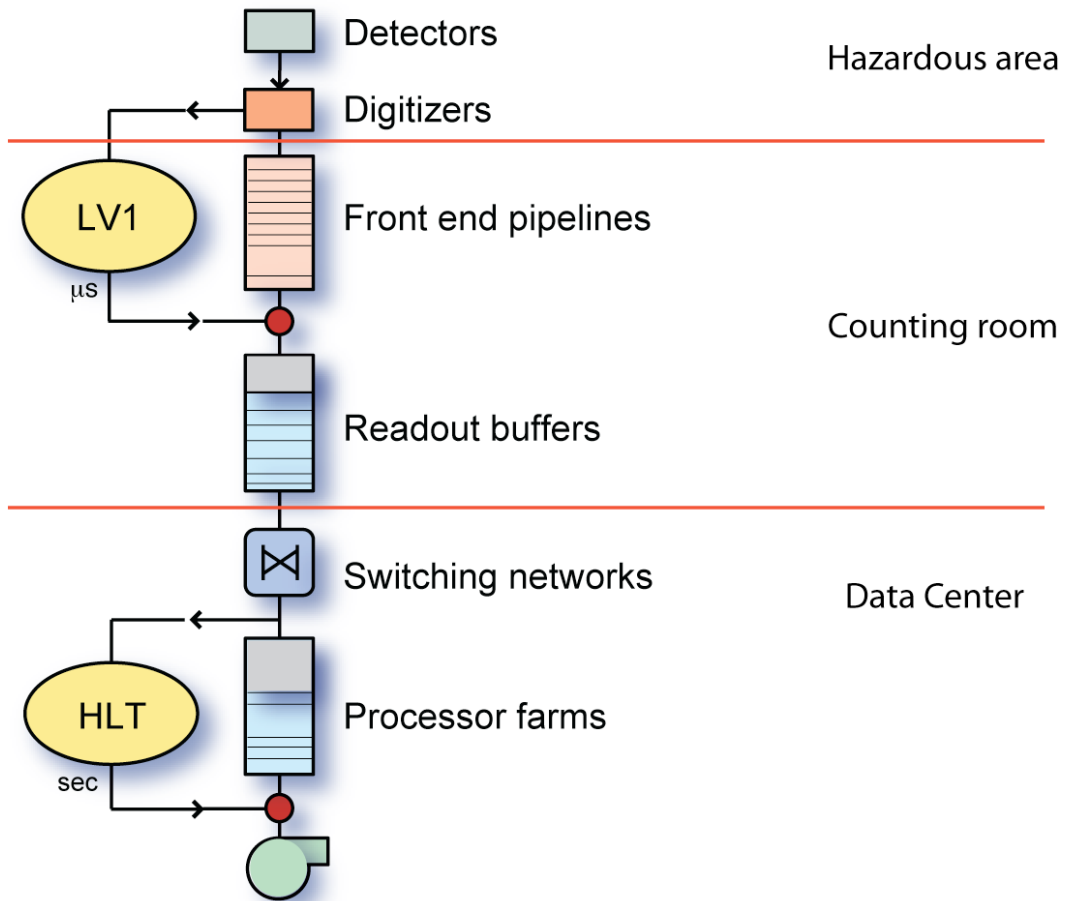 Detectors
Hazardous area
Digitizers
LV1
Front end pipelines
μs
Counting room
Readout buffers
Switching networks
Data Center
HLT
Processor farms
sec